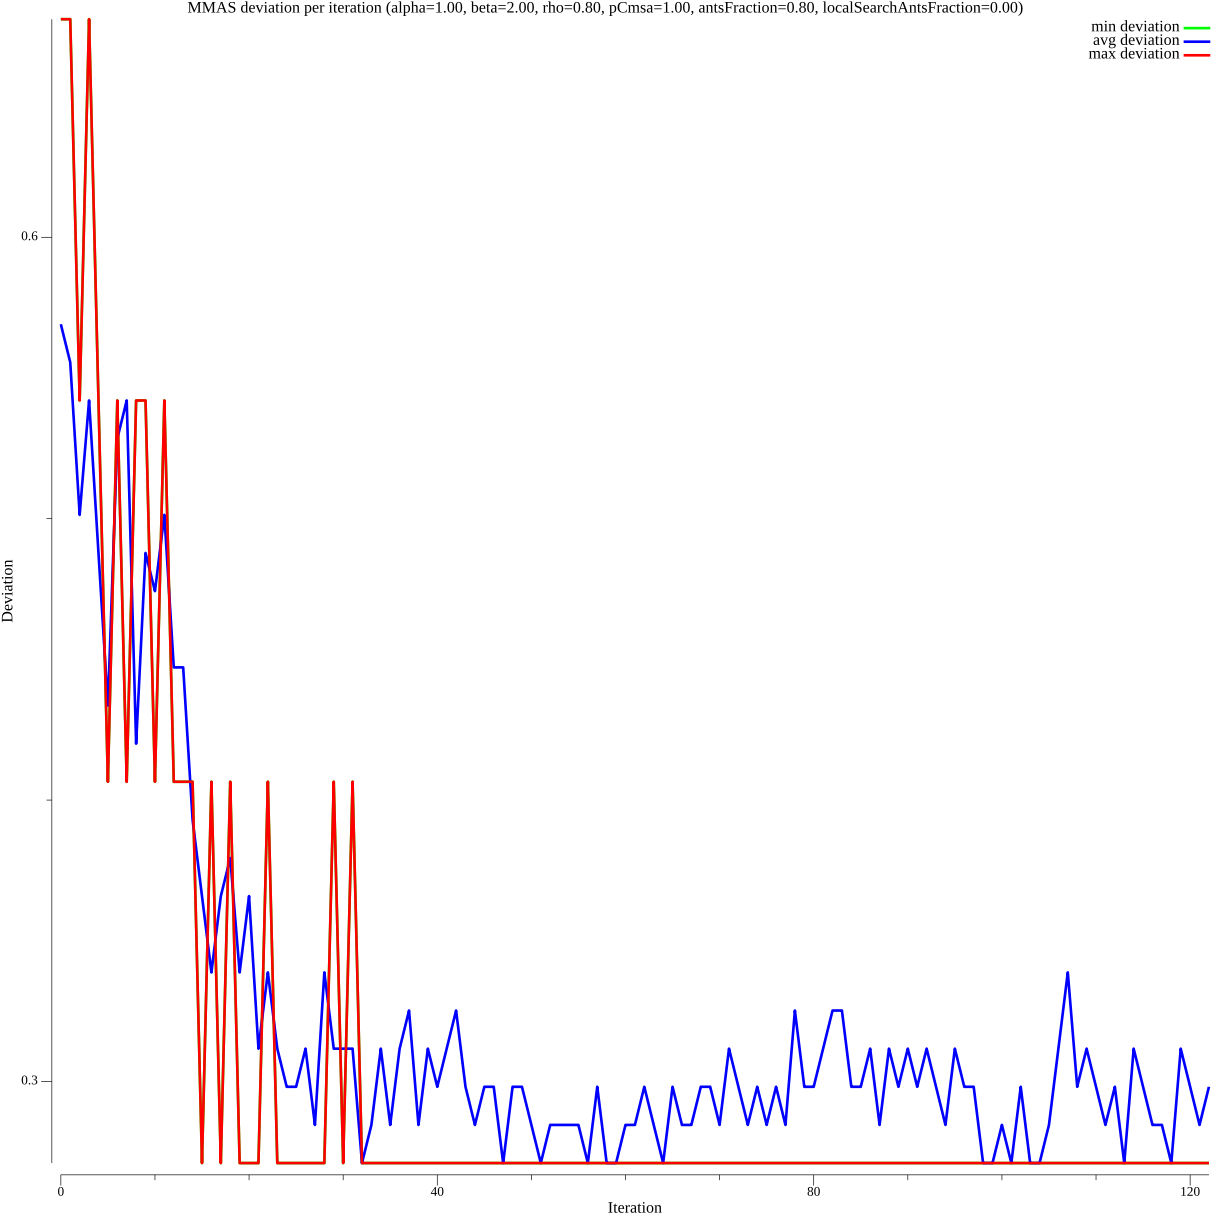 MMAS deviation per iteration (alpha=1.00, beta=2.00, rho=0.80, pCmsa=1.00, antsFraction=0.80, localSearchAntsFraction=0.00)
min deviation
avg deviation
max deviation
0.6
Deviation
0.3
0 40 80 120
Iteration